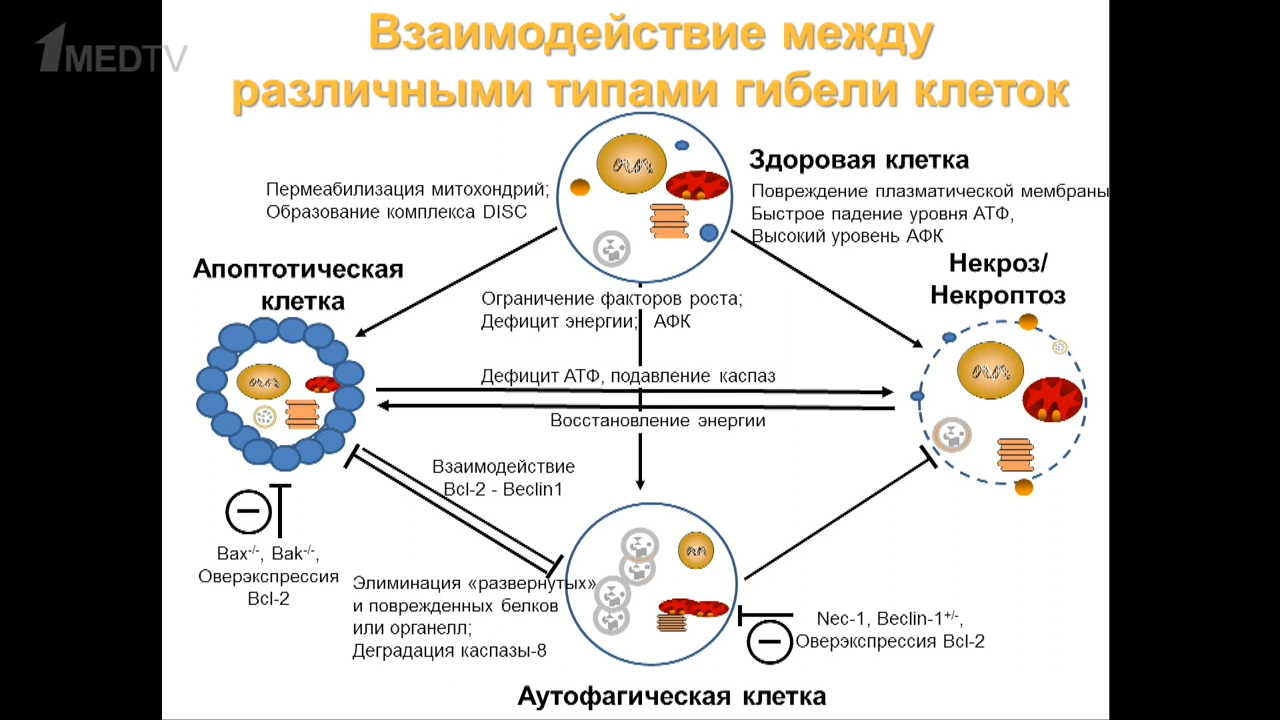 1MEDTV
Взаимодействие между
различными типами гибели клеток
Здоровая клетка
Пермеабилизация митохондрий;
Образование комплекса DISC
Повреждение плазматической мембраны
Быстрое падение уровня АТФ,
Высокий уровень АФК
Апоптотическая
клетка
Некроз/
Некроптоз
Ограничение факторов роста;
Дефицит энергии; АФК
Дефицит АТФ, подавление каспаз
Восстановление энергии
Взаимодействие
Bcl-2 - Beclin1
Bax-/-, Bak-/-,
Оверэкспрессия
Bcl-2
Элиминация «развернутых»
и поврежденных белков
или органелл;
Деградация каспазы-8
Nec-1, Beclin-1+/-,
Оверэкспрессия Bcl-2
Аутофагическая клетка